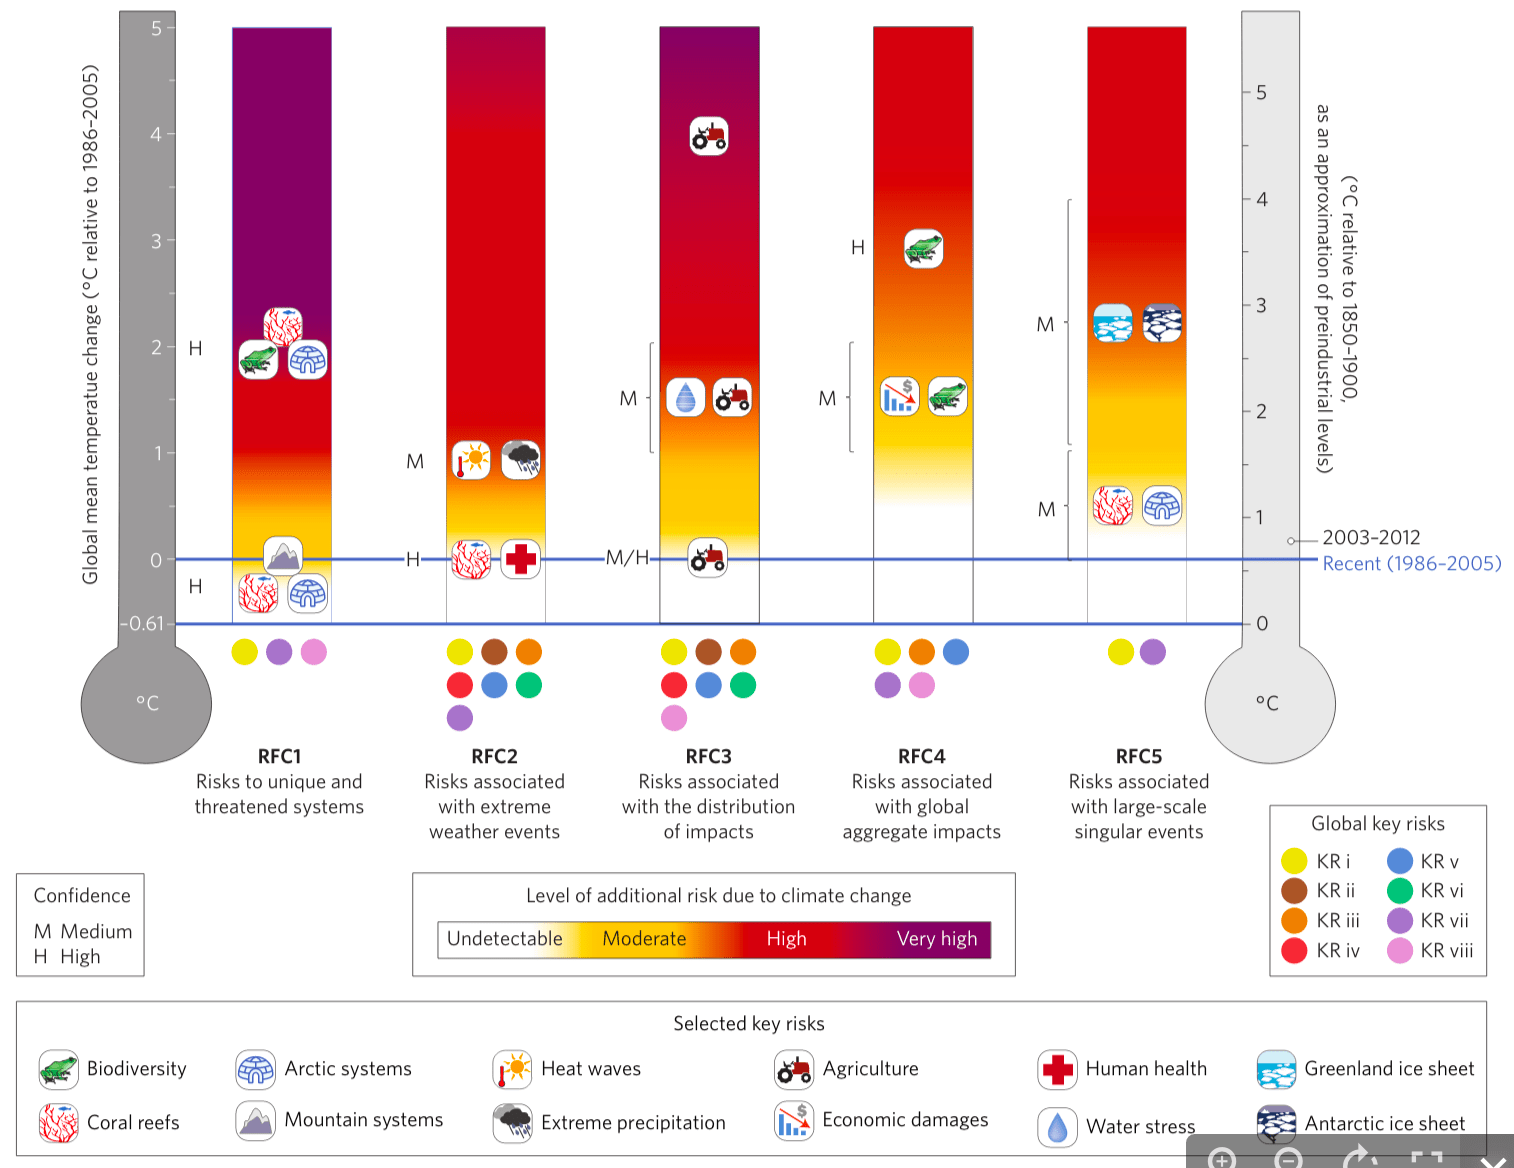 Global mean temperatue change (°C relative to 1986–2005)
5
4
3
2
1
0
–0.61
°C
H
H
M
H
M
M/H
H
M
M
M
5
4
3
2
1
0
°C
(°C relative to 1850–1900,
as an approximation of preindustrial levels)
2003–2012
Recent (1986–2005)
$
RFC1
Risks to unique and
threatened systems
RFC2
Risks associated
with extreme
weather events
RFC3
Risks associated
with the distribution
of impacts
RFC4
Risks associated
with global
aggregate impacts
RFC5
Risks associated
with large-scale
singular events
Global key risks
KR i
KR ii
KR iii
KR iv
KR v
KR vi
KR vii
KR viii
Confidence
M Medium
H High
Level of additional risk due to climate change
Undetectable Moderate High Very high
Selected key risks
Biodiversity
Arctic systems
Heat waves
Agriculture
Human health
Greenland ice sheet
Coral reefs
Mountain systems
Extreme precipitation
$
Economic damages
Water stress
Antarctic ice sheet